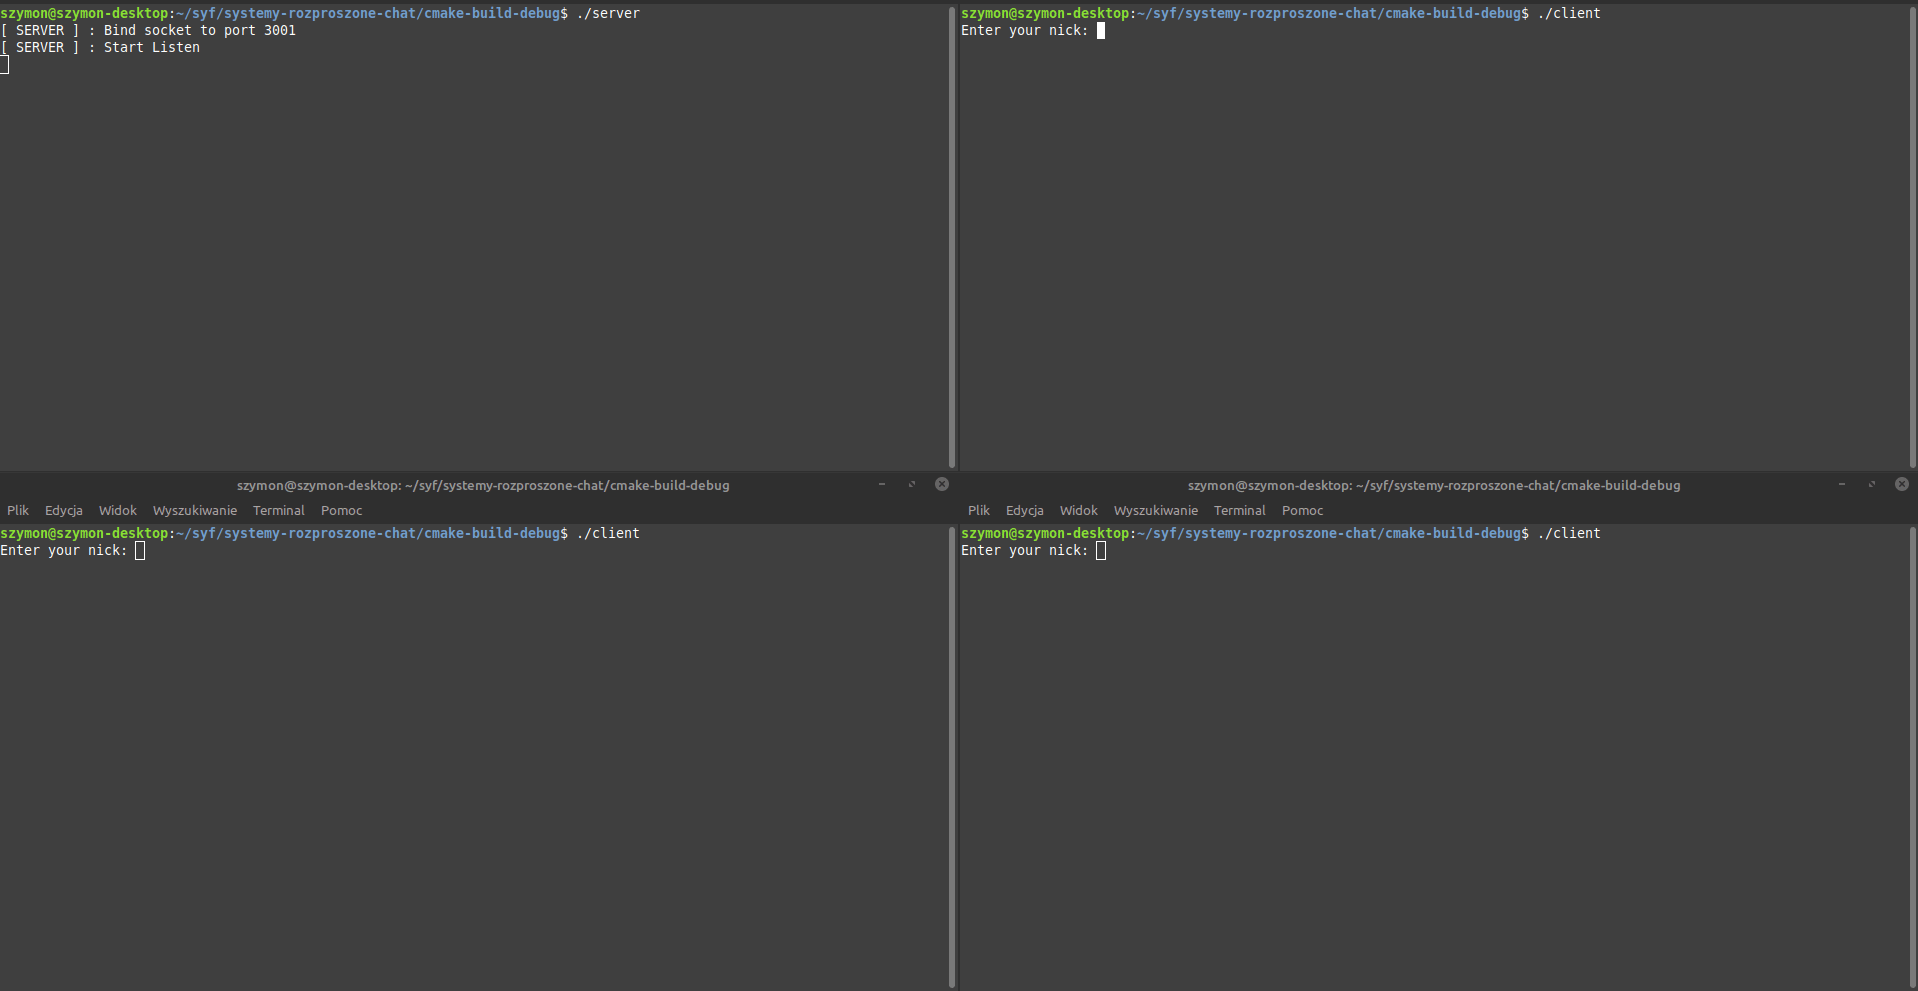 szymon@szymon-desktop:~/syf/systemy-rozproszone-chat/cmake-build-debug$ ./server
[ SERVER ] : Bind socket to port 3001
[ SERVER ] : Start Listen
szymon@szymon-desktop:~/syf/systemy-rozproszone-chat/cmake-build-debug$ ./client
Enter your nick:
szymon@szymon-desktop: ~/syf/systemy-rozproszone-chat/cmake-build-debug
Plik Edycja Widok Wyszukiwanie Terminal Pomoc
szymon@szymon-desktop:~/syf/systemy-rozproszone-chat/cmake-build-debug$ ./client
Enter your nick:
szymon@szymon-desktop: ~/syf/systemy-rozproszone-chat/cmake-build-debug
Plik Edycja Widok Wyszukiwanie Terminal Pomoc
szymon@szymon-desktop:~/syf/systemy-rozproszone-chat/cmake-build-debug$ ./client
Enter your nick: